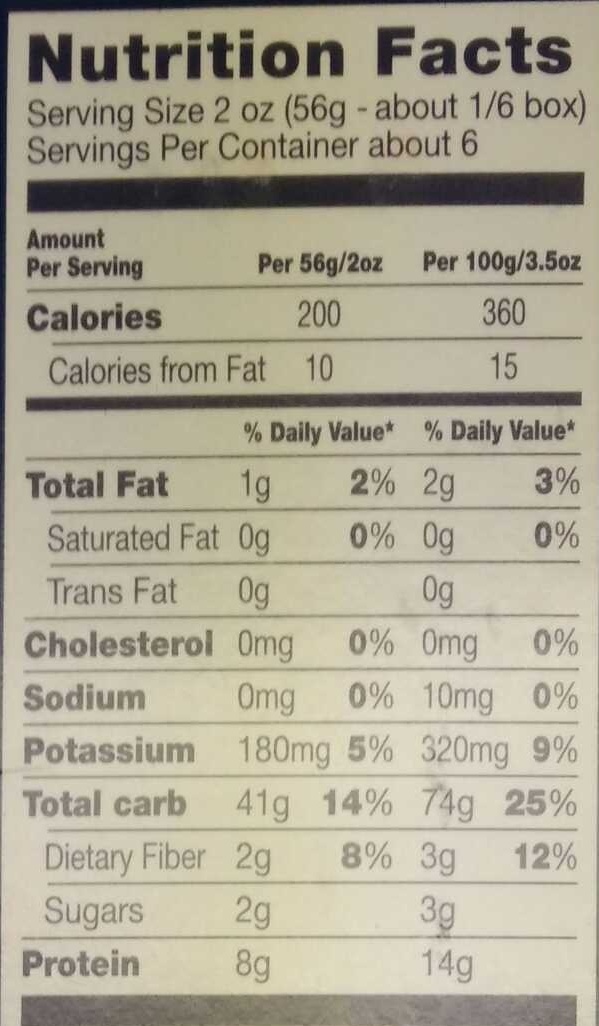 Nutrition Facts
Serving Size 2 oz (56g - about 1/6 box)
Servings Per Container about 6
Amount
Per Serving Per 56g/2oz Per 100g/3.5oz
Calories 200 360
Calories from Fat 10 15
% Daily Value* % Daily Value*
Total Fat 1g 2% 2g 3%
Saturated Fat 0g 0% 0g 0%
Trans Fat 0g 0g
Cholesterol 0mg 0% 0mg 0%
Sodium 0mg 0% 10mg 0%
Potassium 180mg 5% 320mg 9%
Total carb 41g 14% 74g 25%
Dietary Fiber 2g 8% 3g 12%
Sugars 2g 3g
Protein 8g 14g